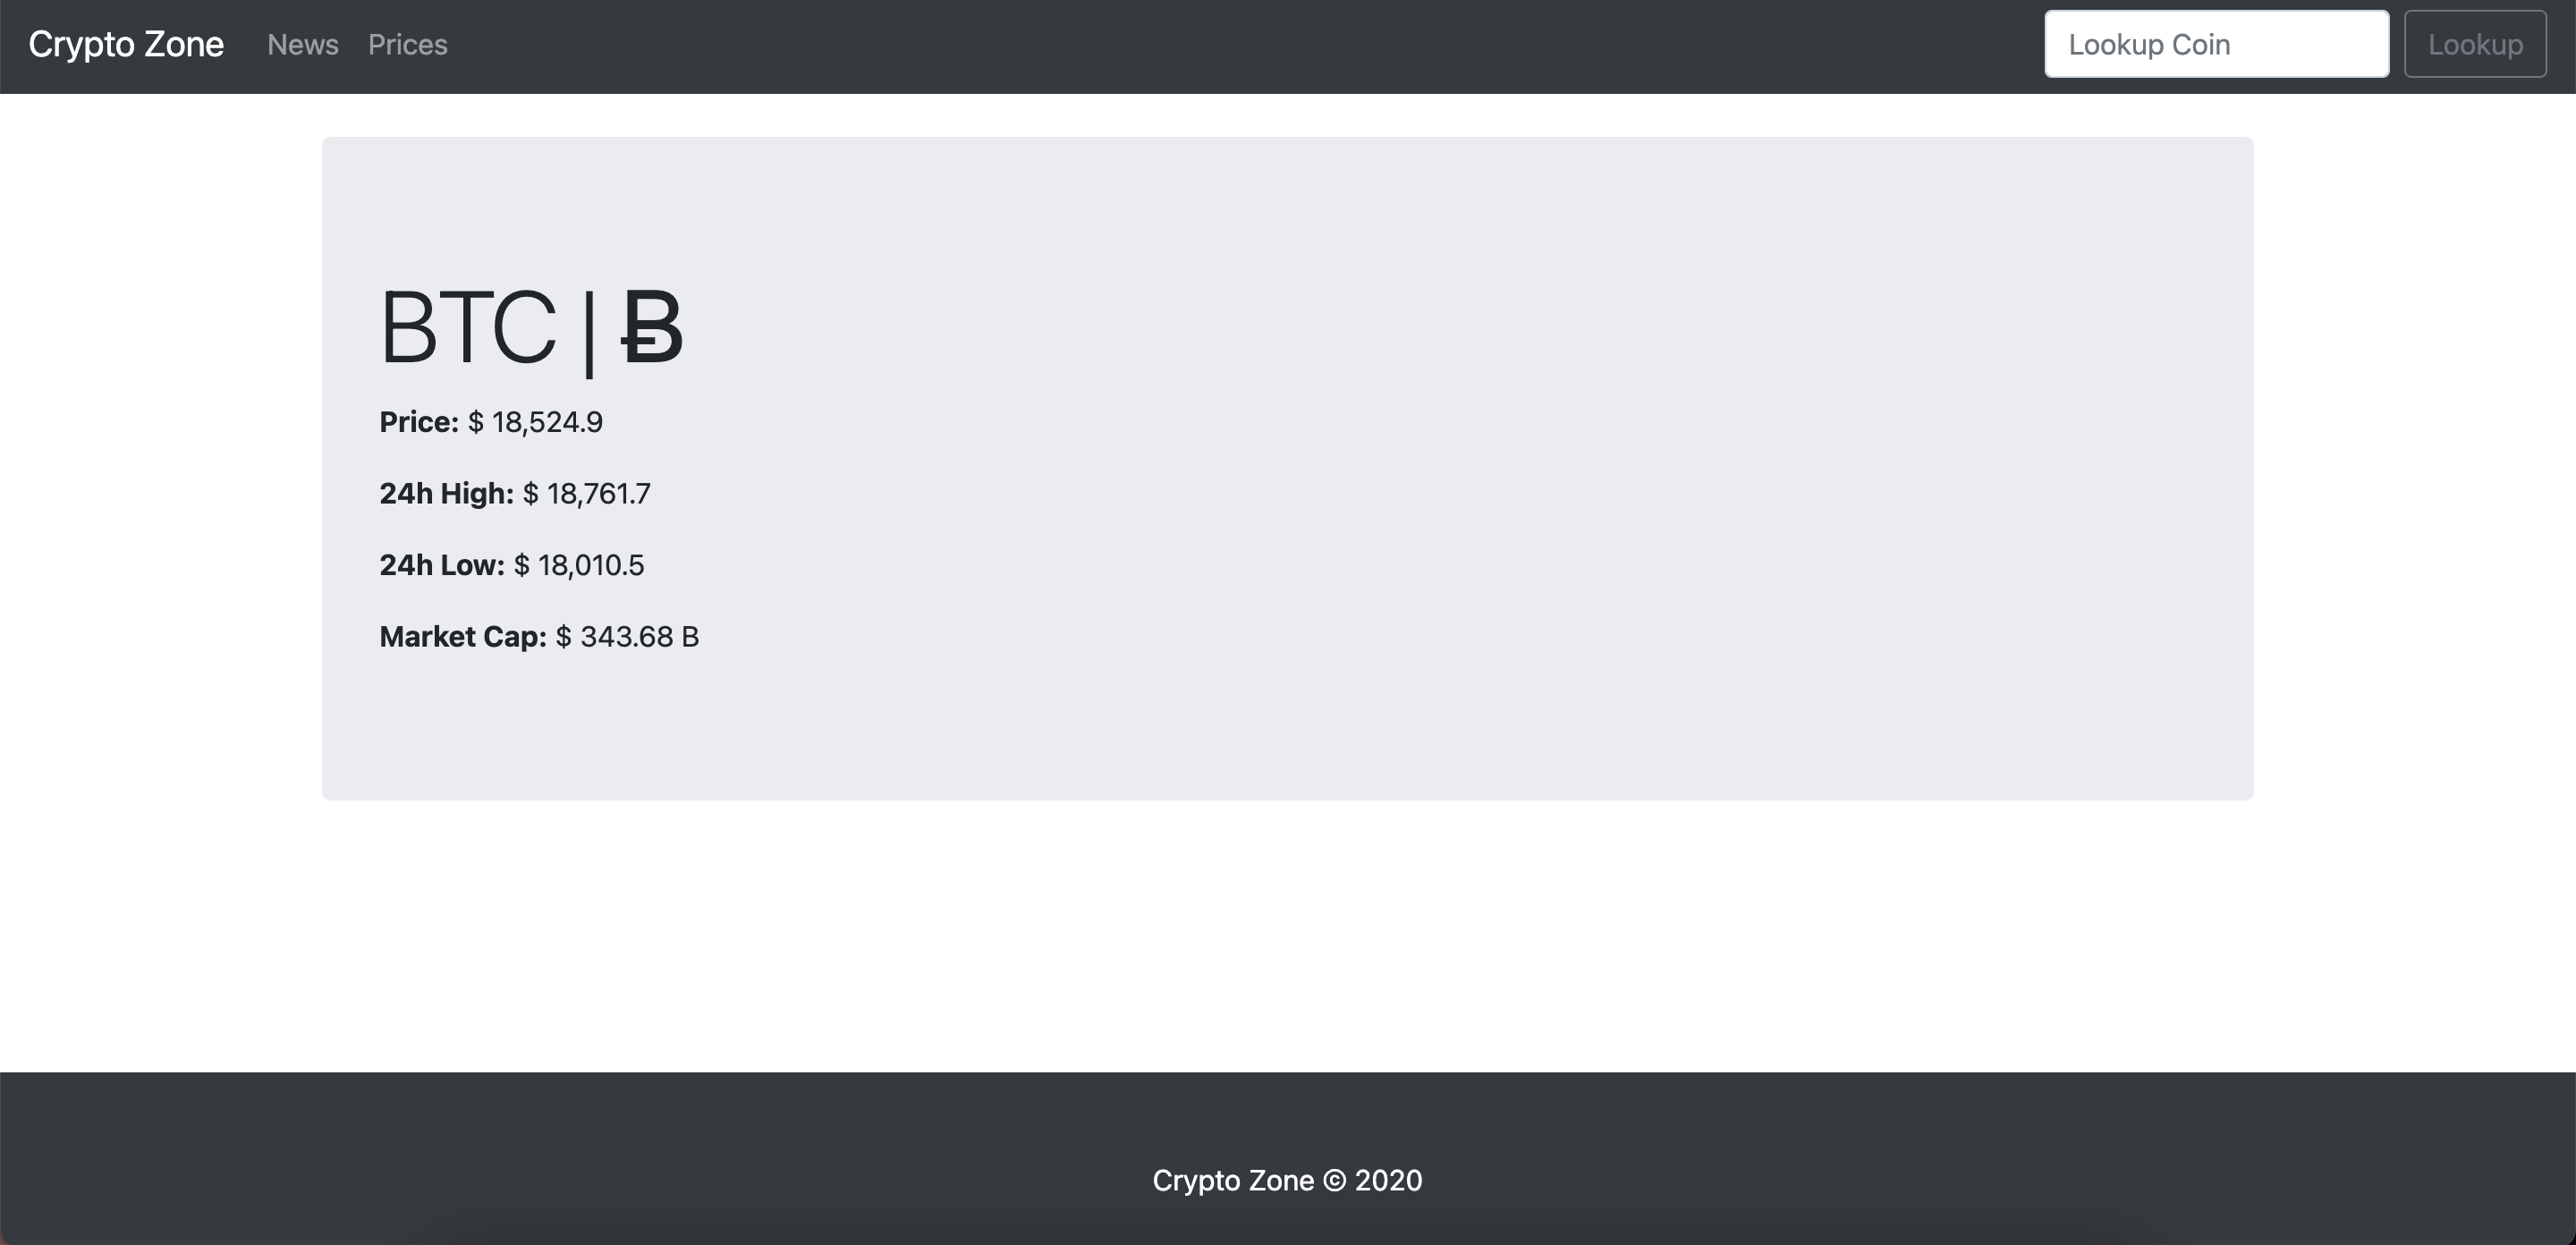 Crypto Zone News Prices Lookup Coin Lookup
BTC | Ƀ
Price: $ 18,524.9
24h High: $ 18,761.7
24h Low: $ 18,010.5
Market Cap: $ 343.68 B
Crypto Zone © 2020